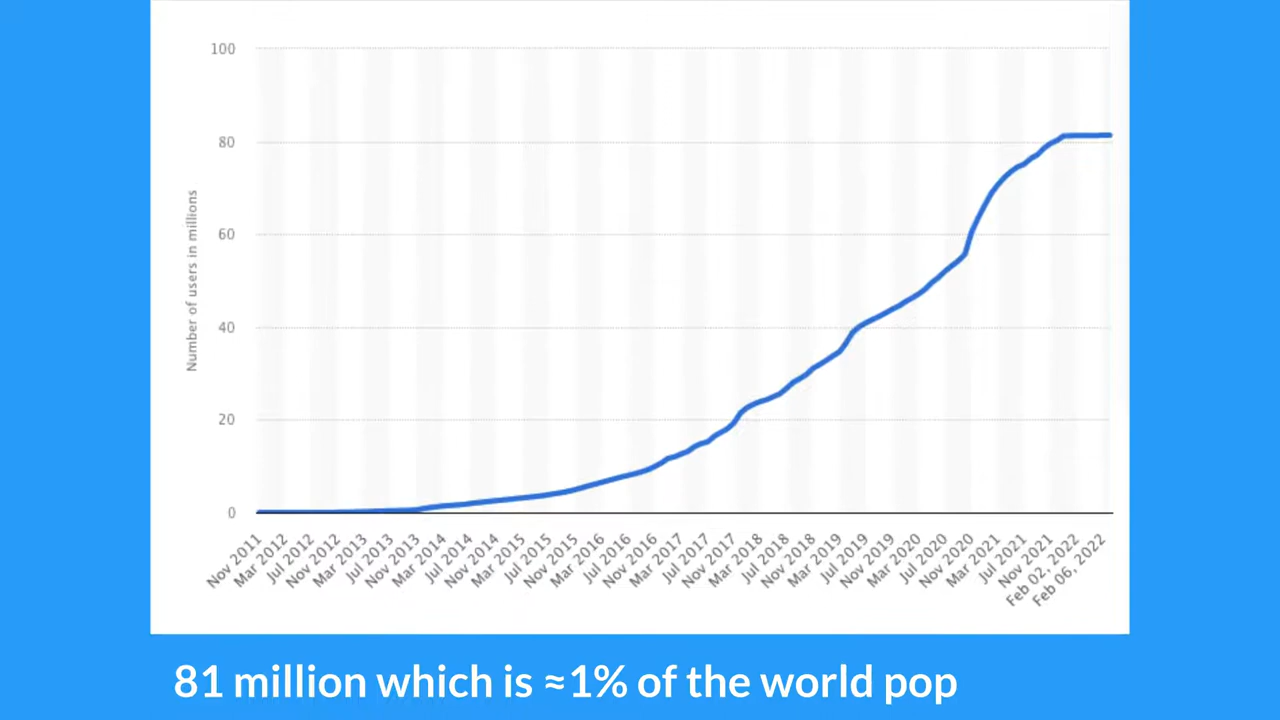 100
80
60
40
20
0
Number of users in millions
Nov 2011
Mar 2012
Jul 2012
Nov 2012
Mar 2013
Jul 2013
Nov 2013
Mar 2014
Jul 2014
Nov 2014
Mar 2015
Jul 2015
Nov 2015
Mar 2016
Jul 2016
Nov 2016
Mar 2017
Jul 2017
Nov 2017
Mar 2018
Jul 2018
Nov 2018
Mar 2019
Jul 2019
Nov 2019
Mar 2020
Jul 2020
Nov 2020
Mar 2021
Jul 2021
Nov 2021
Feb 02, 2022
Feb 06, 2022
81 million which is ≈1% of the world pop